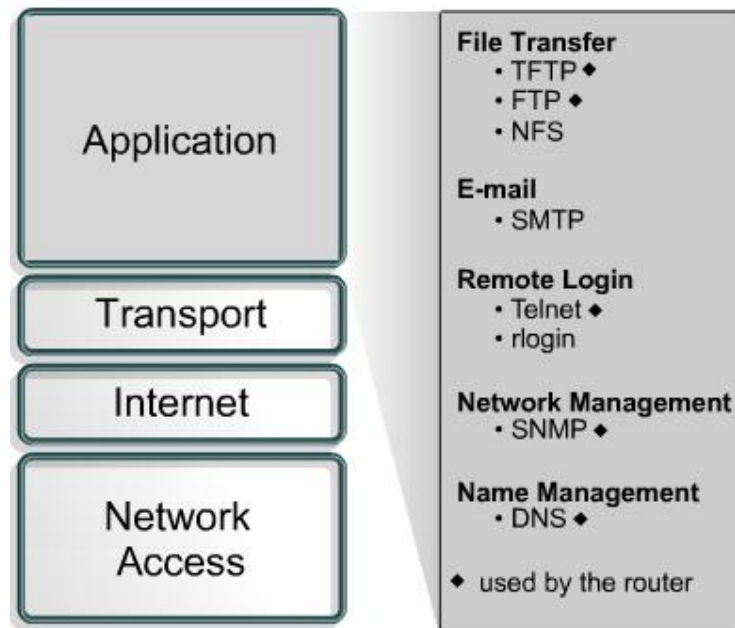 Application
Transport
Internet
Network
Access
File Transfer
• TFTP ◆
• FTP ◆
• NFS
E-mail
• SMTP
Remote Login
• Telnet ◆
• rlogin
Network Management
• SNMP ◆
Name Management
• DNS ◆
◆ used by the router